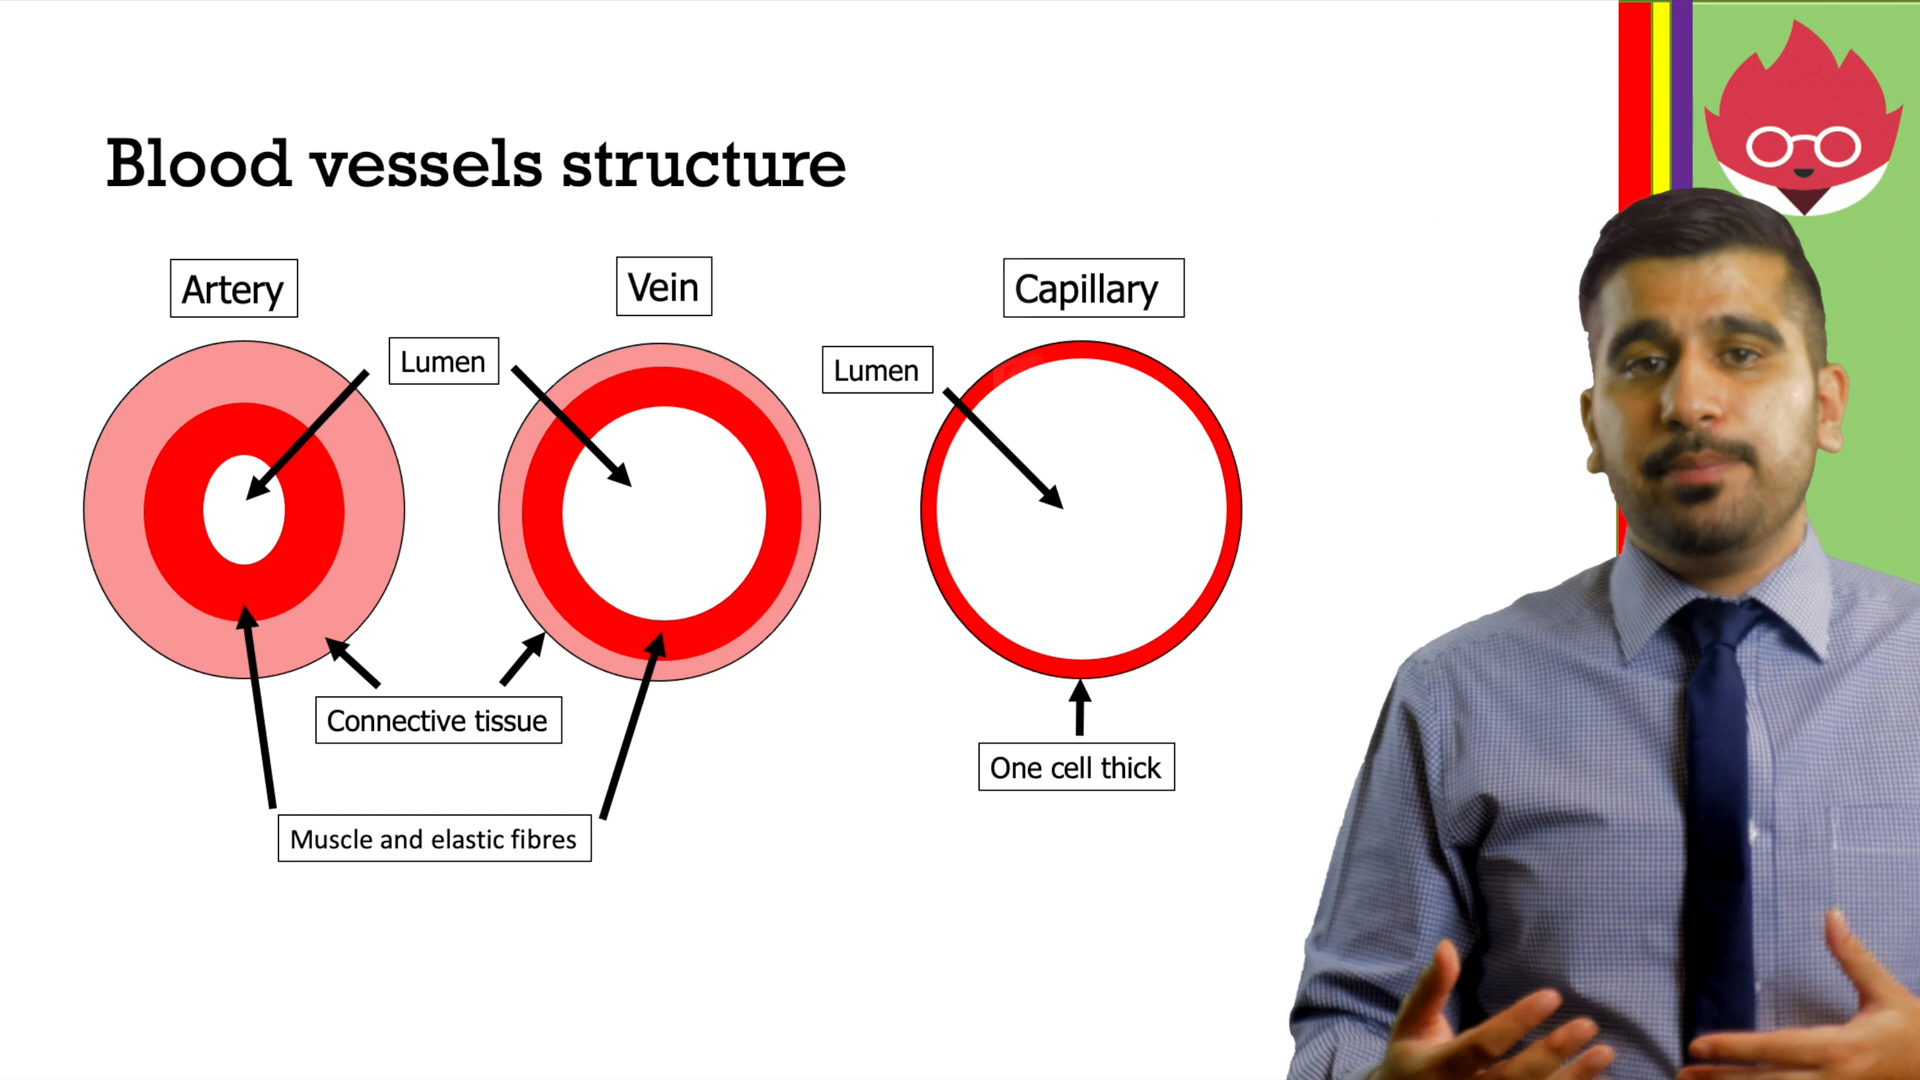 Blood vessels structure
Artery
Vein
Capillary
Lumen
Lumen
Connective tissue
One cell thick
Muscle and elastic fibres